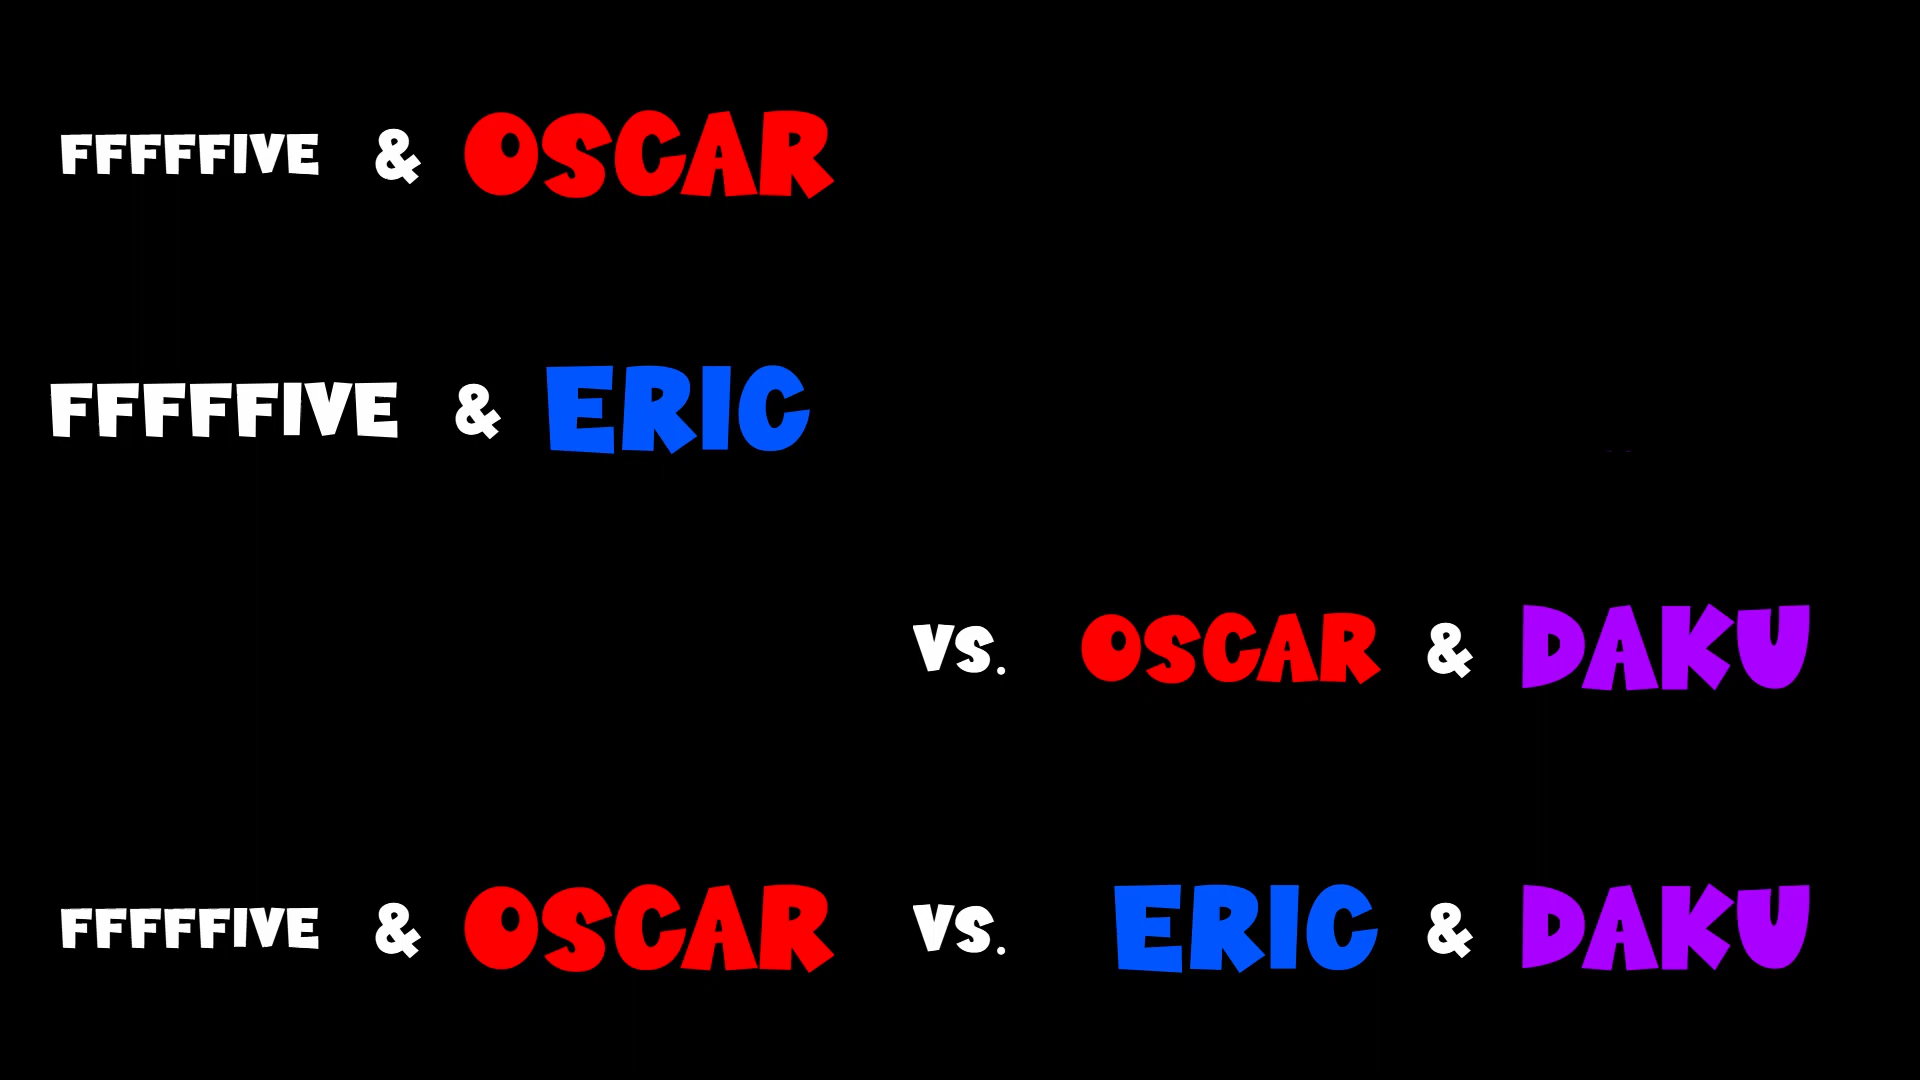 FFFFFIVE & OSCAR
FFFFFIVE & ERIC
VS. OSCAR & DAKU
FFFFFIVE & OSCAR VS. ERIC & DAKU